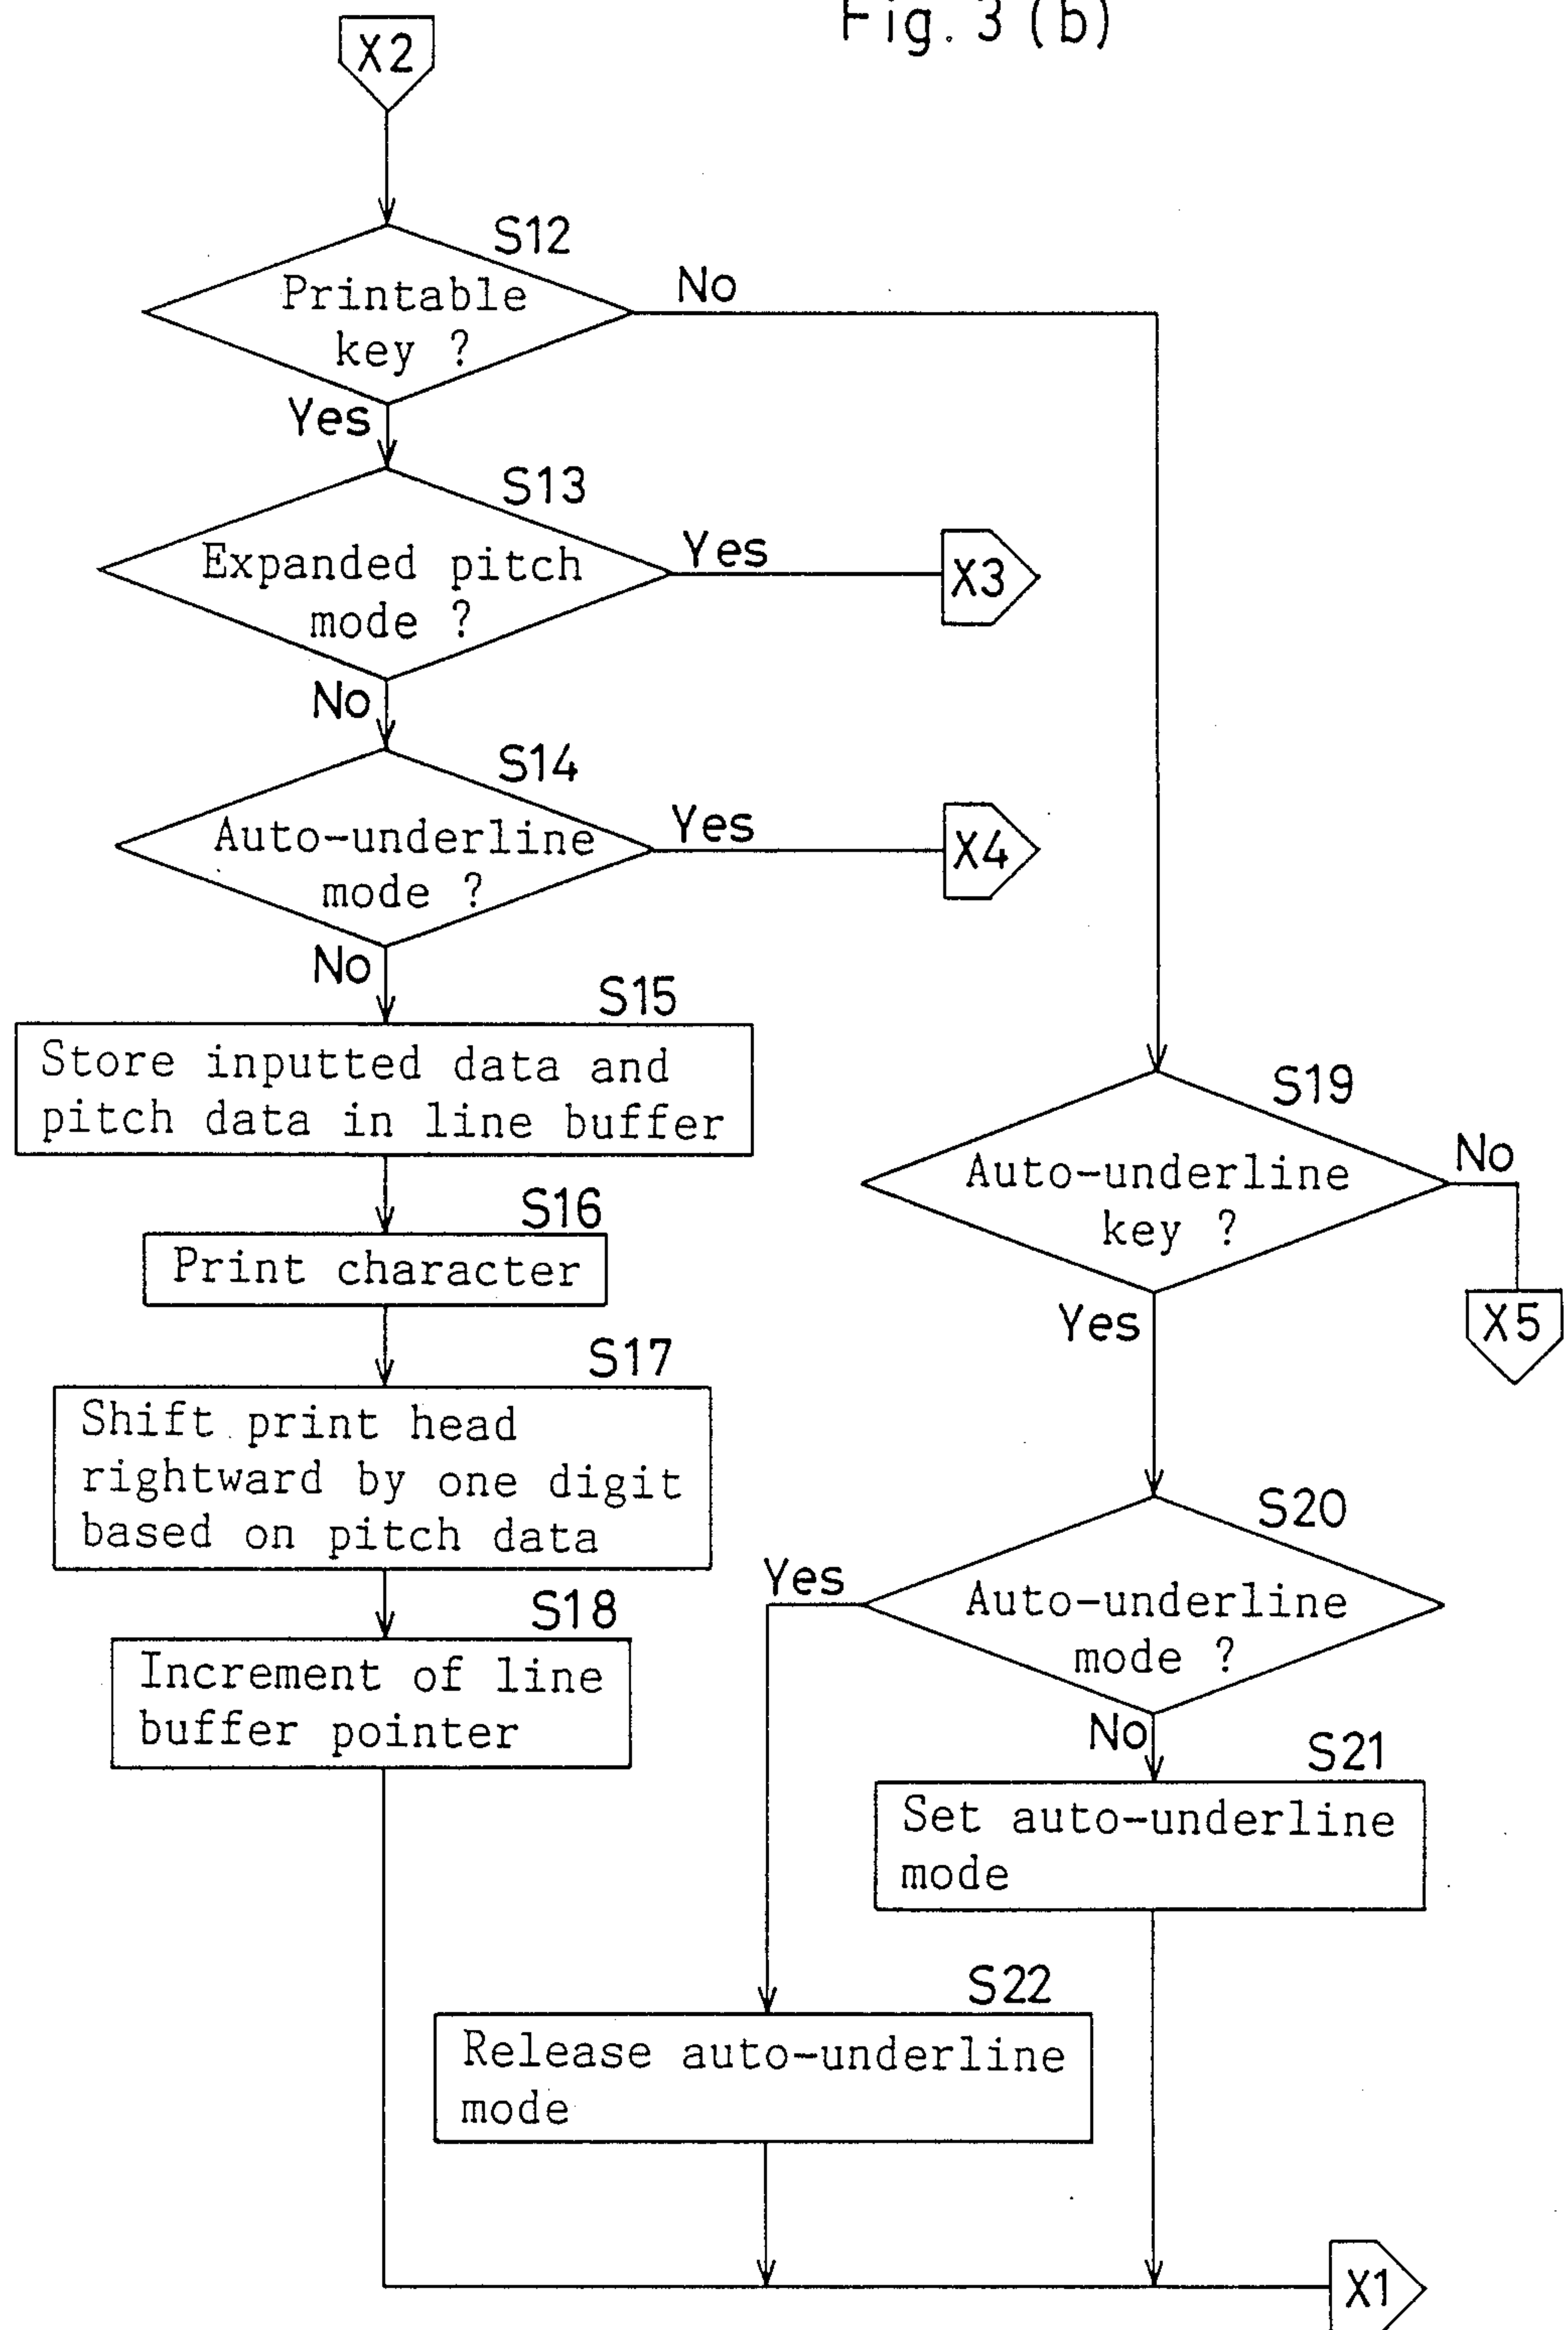 Fig. 3 (b)
X2
S12
Printable
key ?
No
Yes
S13
Expanded pitch
mode ?
Yes
X3
No
S14
Auto-underline
mode ?
Yes
X4
No
S15
Store inputted data and
pitch data in line buffer
S16
Print character
S17
Shift print head
rightward by one digit
based on pitch data
S18
Increment of line
buffer pointer
S19
Auto-underline
key ?
No
X5
Yes
S20
Auto-underline
mode ?
Yes
No
S21
Set auto-underline
mode
S22
Release auto-underline
mode
X1